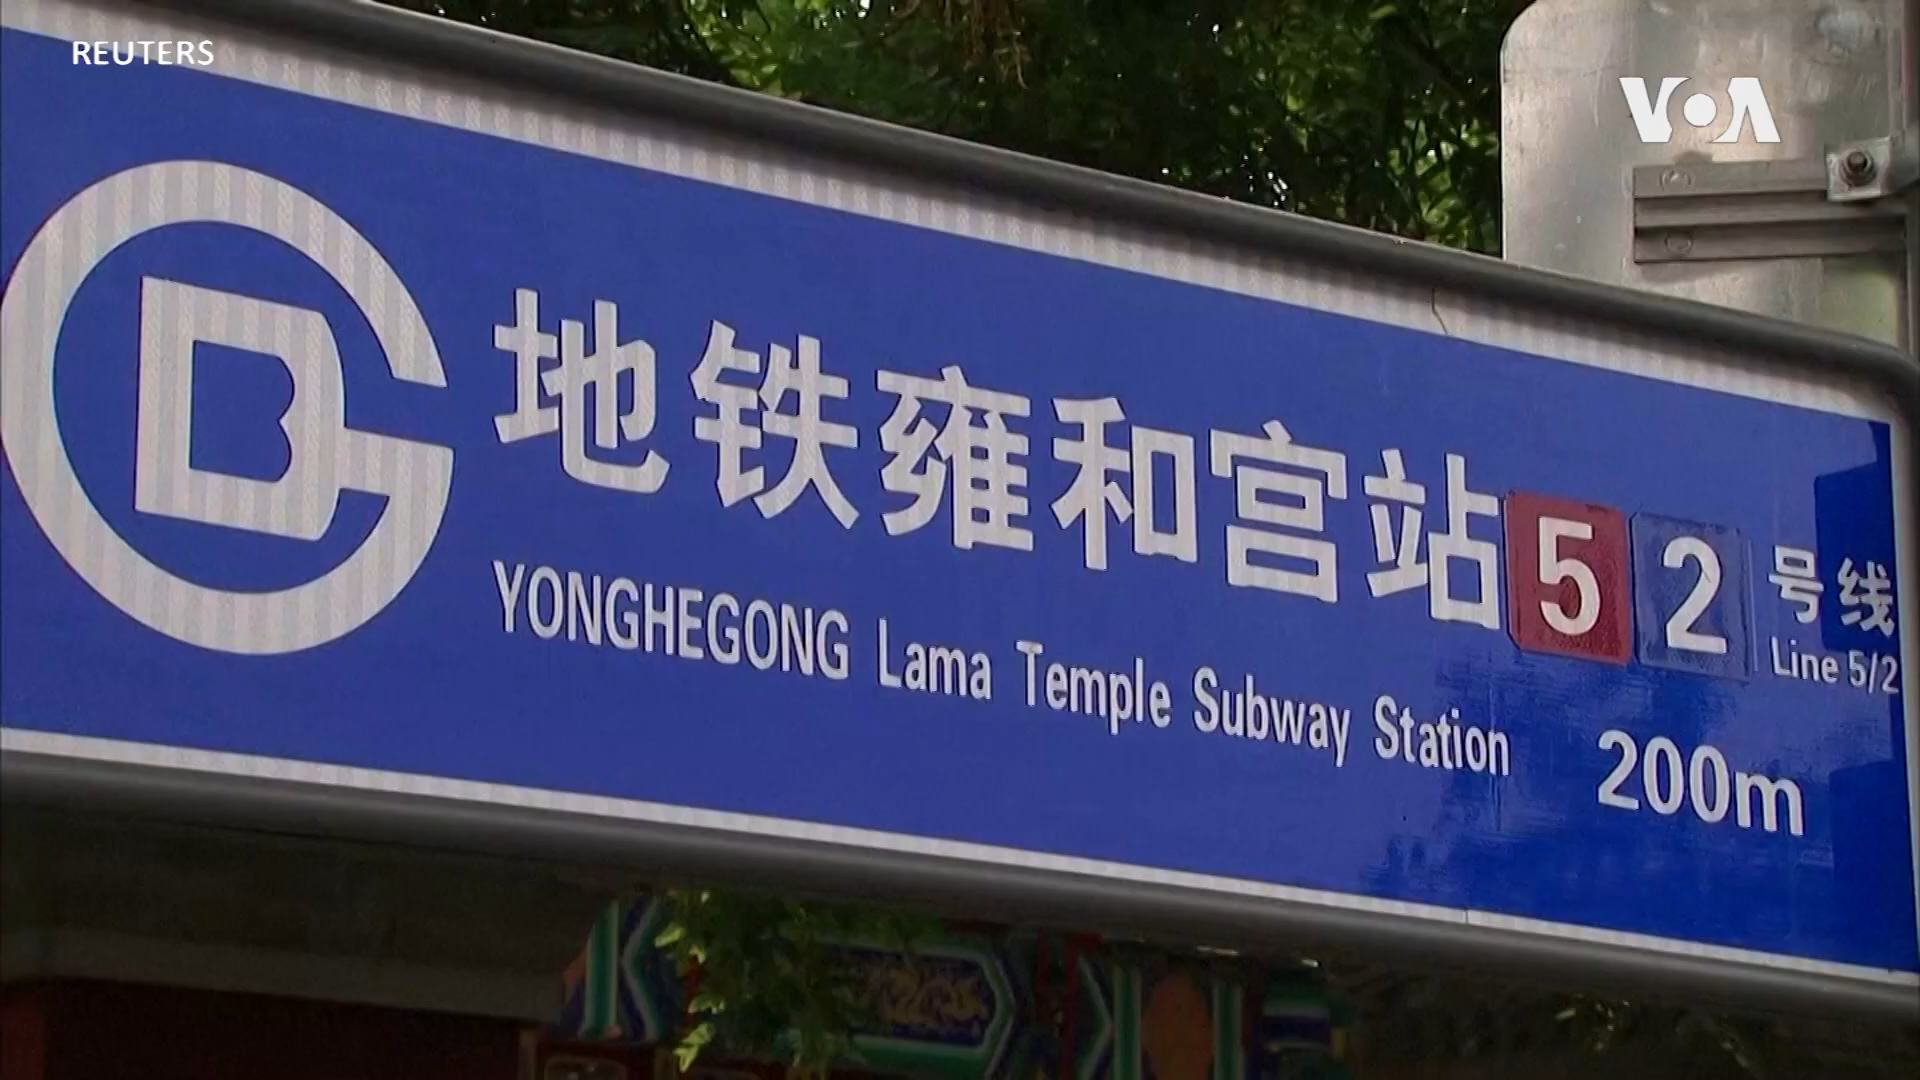 REUTERS
VOA
地铁雍和宫站 5 2 号线
Line 5/2
YONGHEGONG Lama Temple Subway Station
200m